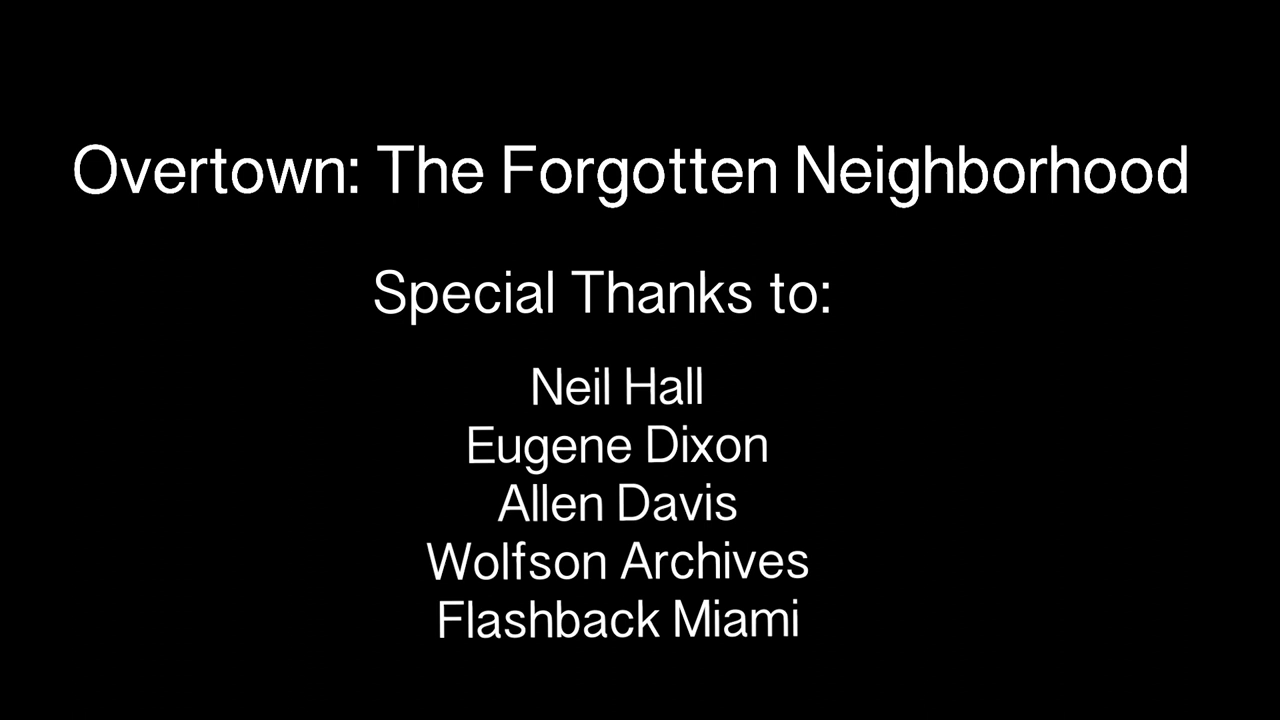 Overtown: The Forgotten Neighborhood
Special Thanks to:
Neil Hall
Eugene Dixon
Allen Davis
Wolfson Archives
Flashback Miami